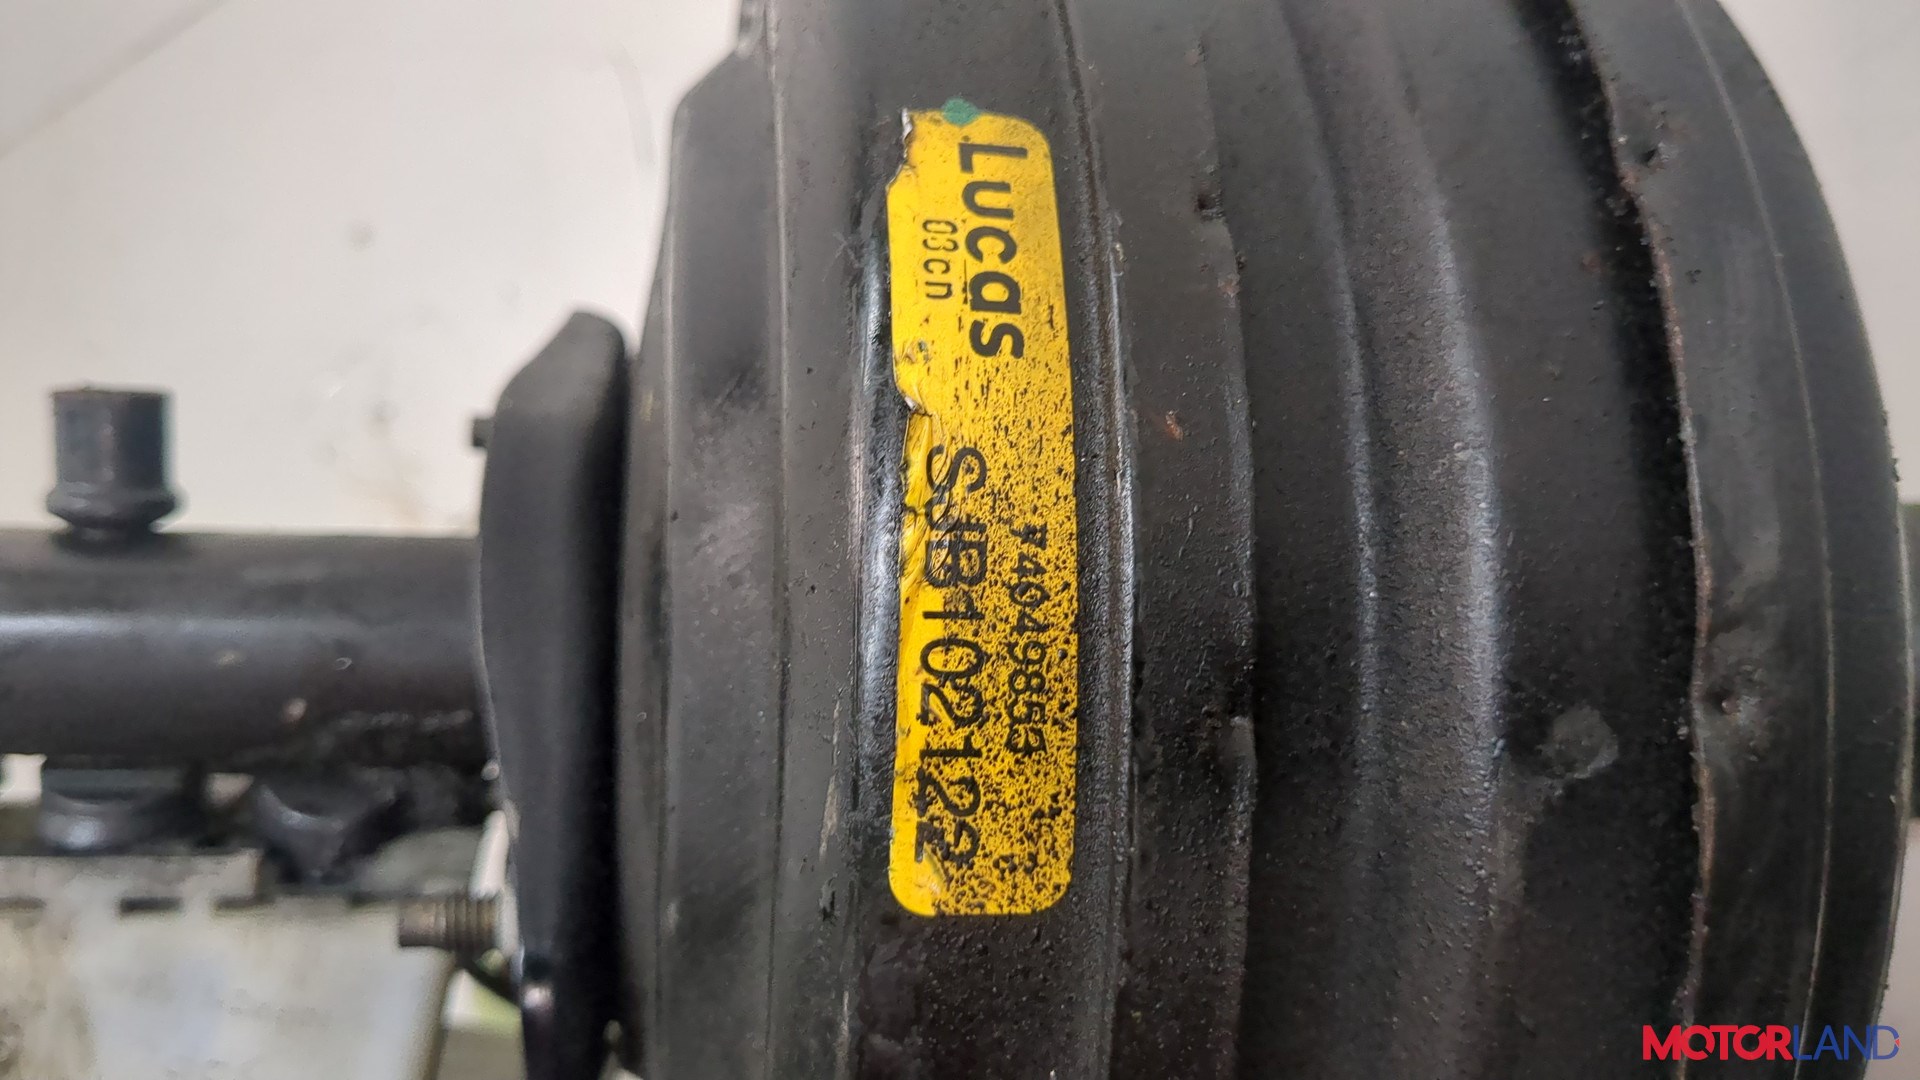 Lucas
03cn
74049853
SJB102122
MOTORLAND